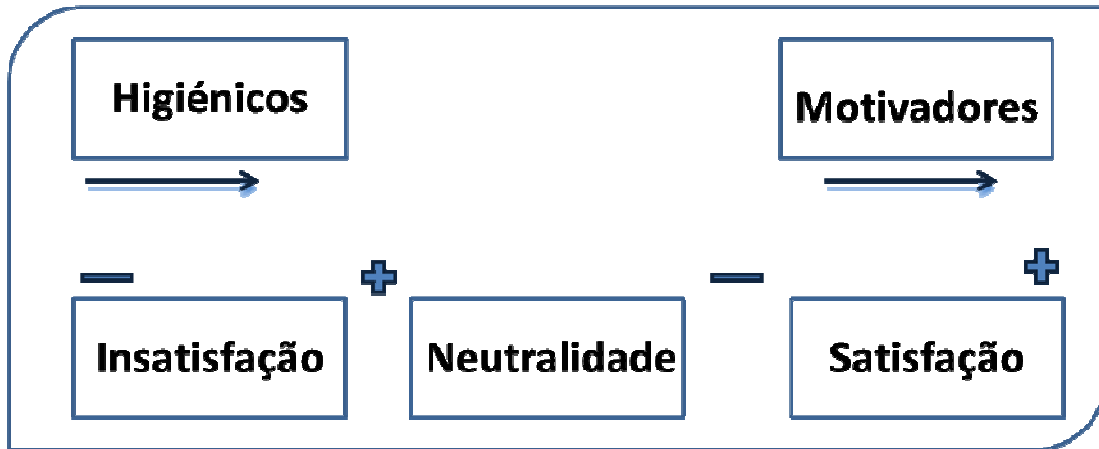 Higiénicos
Motivadores
− + − +
Insatisfação
Neutralidade
Satisfação